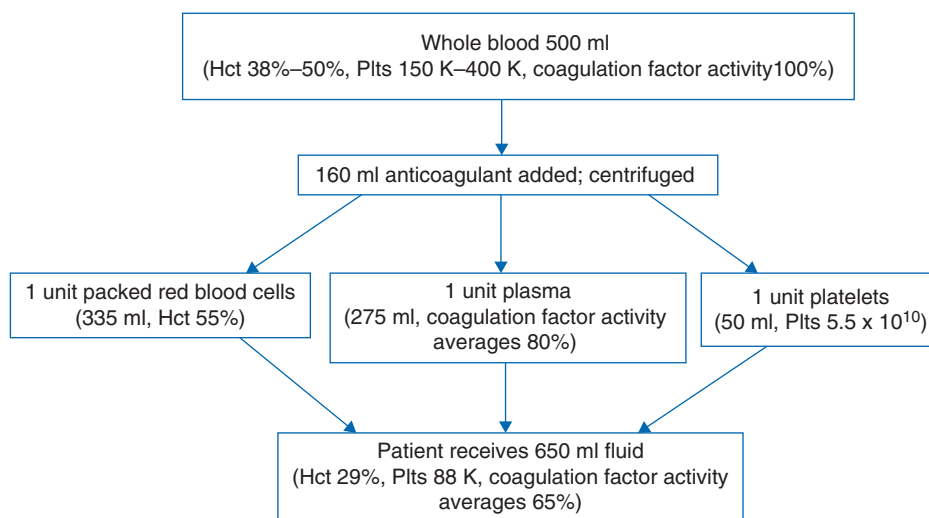 Whole blood 500 ml
(Hct 38%–50%, Plts 150 K–400 K, coagulation factor activity100%)
160 ml anticoagulant added; centrifuged
1 unit packed red blood cells
(335 ml, Hct 55%)
1 unit plasma
(275 ml, coagulation factor activity
averages 80%)
1 unit platelets
(50 ml, Plts 5.5 x 10¹⁰)
Patient receives 650 ml fluid
(Hct 29%, Plts 88 K, coagulation factor activity
averages 65%)